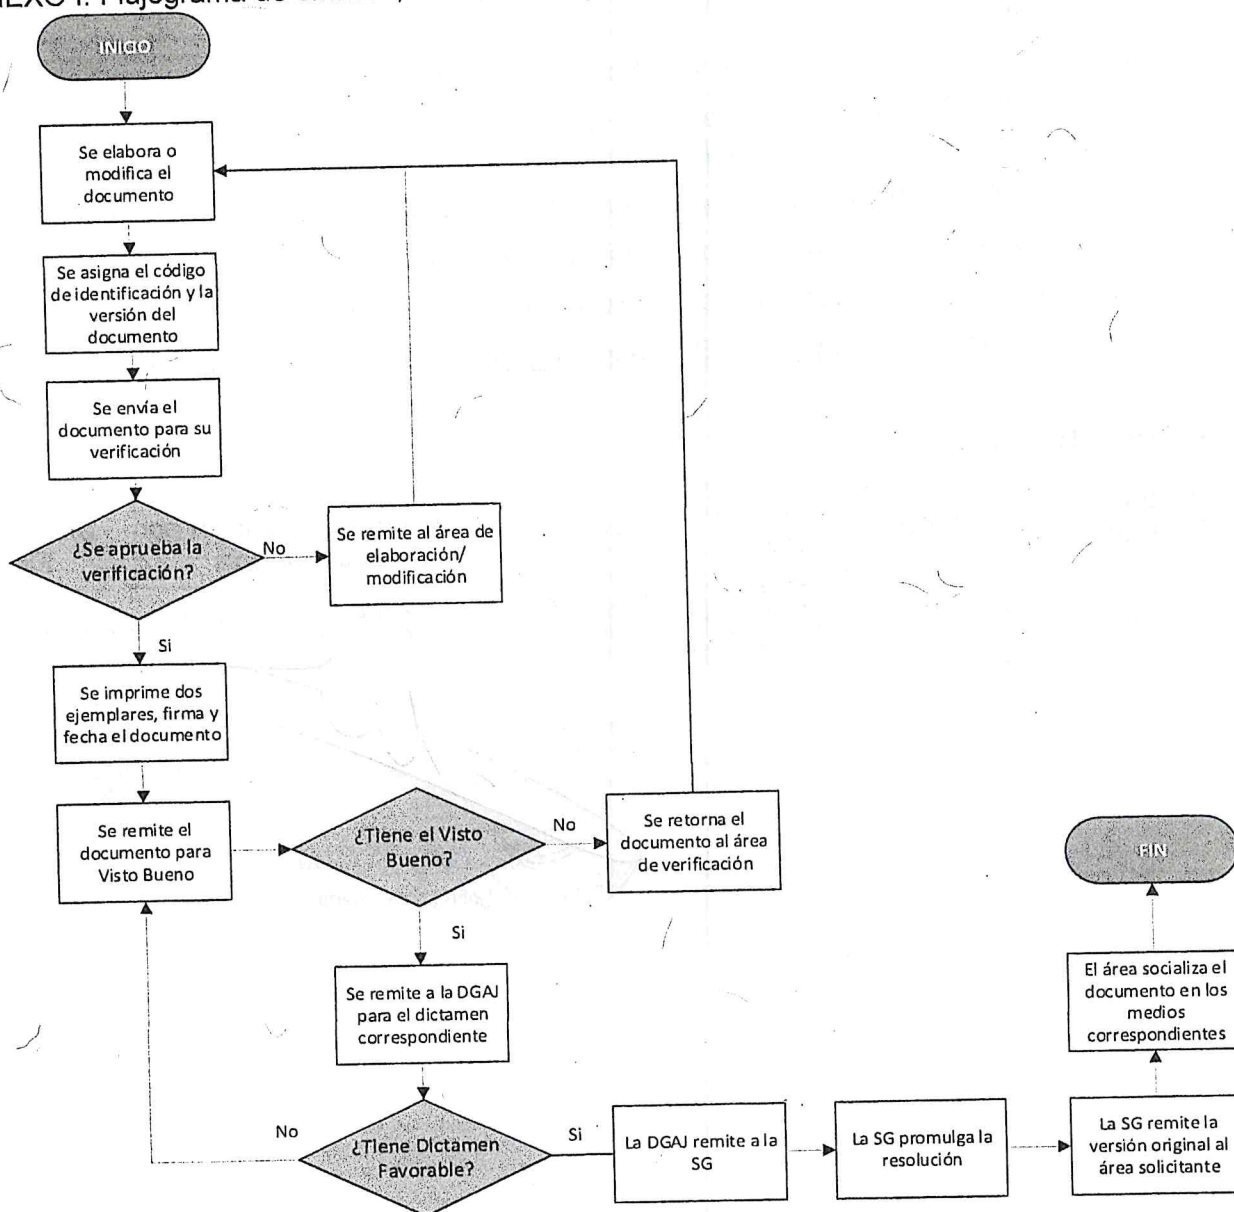 INICIO
Se elabora o
modifica el
documento
Se asigna el código
de identificación y la
versión del
documento
Se envía el
documento para su
verificación
¿Se aprueba la
verificación?
No
Se remite al área de
elaboración/
modificación
Si
Se imprime dos
ejemplares, firma y
fecha el documento
Se remite el
documento para
Visto Bueno
¿Tiene el Visto
Bueno?
No
Se retorna el
documento al área
de verificación
Si
Se remite a la DGAJ
para el dictamen
correspondiente
¿Tiene Dictamen
Favorable?
No
Si
La DGAJ remite a la
SG
La SG promulga la
resolución
La SG remite la
versión original al
área solicitante
El área socializa el
documento en los
medios
correspondientes
FIN